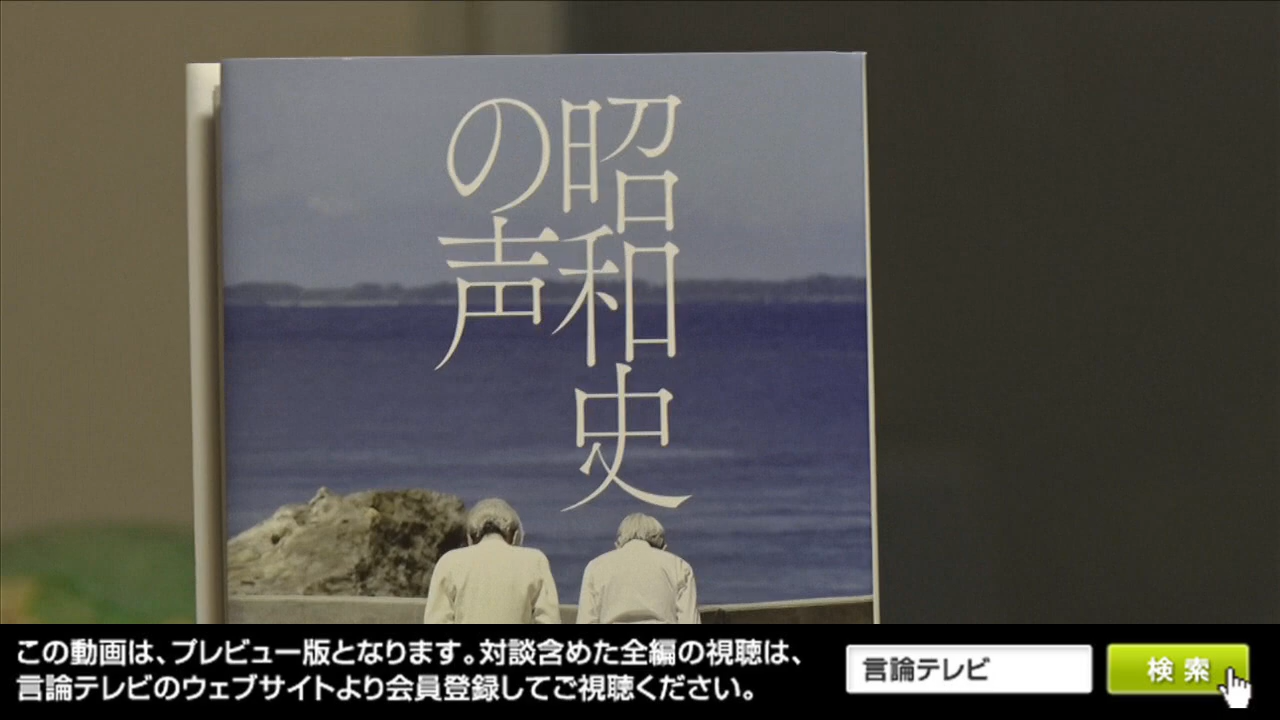 昭和史
の声
この動画は、プレビュー版となります。対談含めた全編の視聴は、
言論テレビのウェブサイトより会員登録してご視聴ください。
言論テレビ
検索